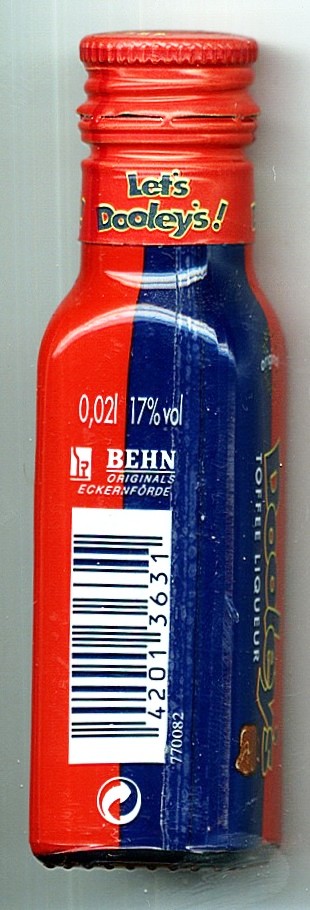 Let's
Dooley's!
0,02l 17%vol
BEHN
ORIGINALS
ECKERNFÖRDE
4201 3631
770082
Dooley's
TOFFEE LIQUEUR